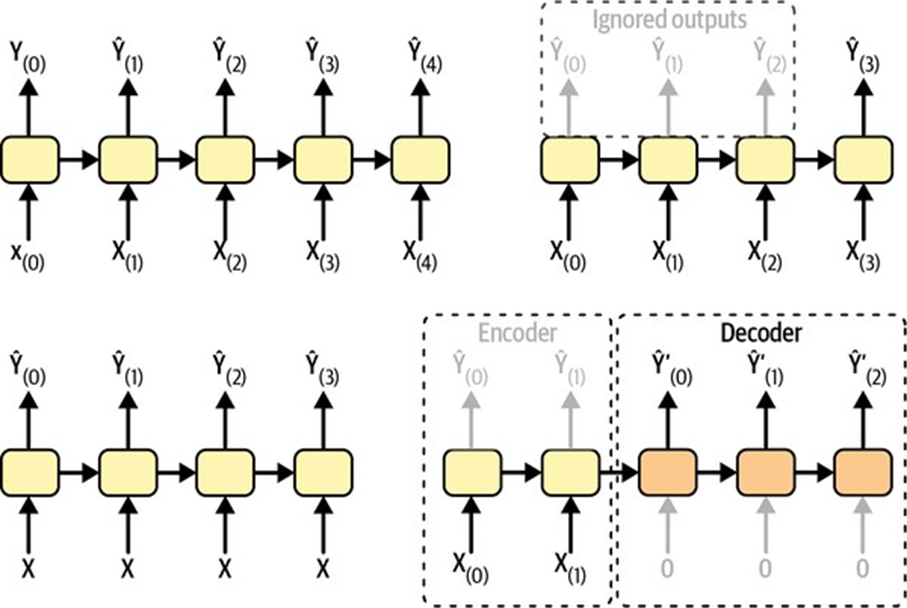 Y(0) Ŷ(1) Ŷ(2) Ŷ(3) Ŷ(4)
x(0) X(1) X(2) X(3) X(4)
Ignored outputs
Ŷ(0) Ŷ(1) Ŷ(2) Ŷ(3)
X(0) X(1) X(2) X(3)
Ŷ(0) Ŷ(1) Ŷ(2) Ŷ(3)
X X X X
Encoder
Ŷ(0) Ŷ(1)
X(0) X(1)
Decoder
Ŷ'(0) Ŷ'(1) Ŷ'(2)
0 0 0